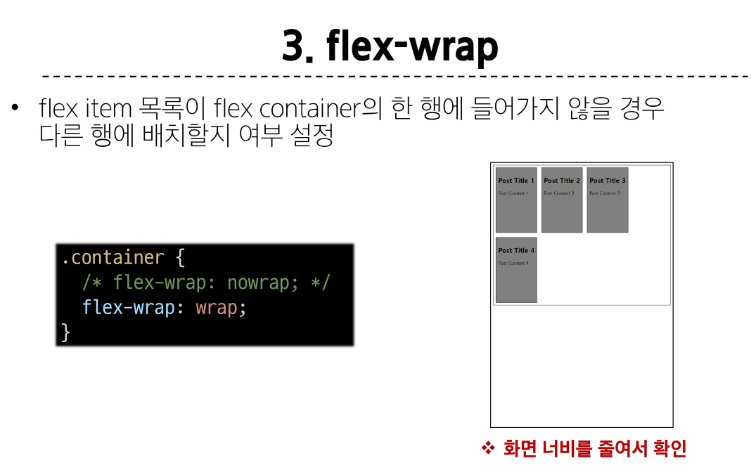 3. flex-wrap
• flex item 목록이 flex container의 한 행에 들어가지 않을 경우
다른 행에 배치할지 여부 설정
.container {
/* flex-wrap: nowrap; */
flex-wrap: wrap;
}
Post Title 1 Post Title 2 Post Title 3
Post Content 1 Post Content 2 Post Content 3
Post Title 4
Post Content 4
❖ 화면 너비를 줄여서 확인